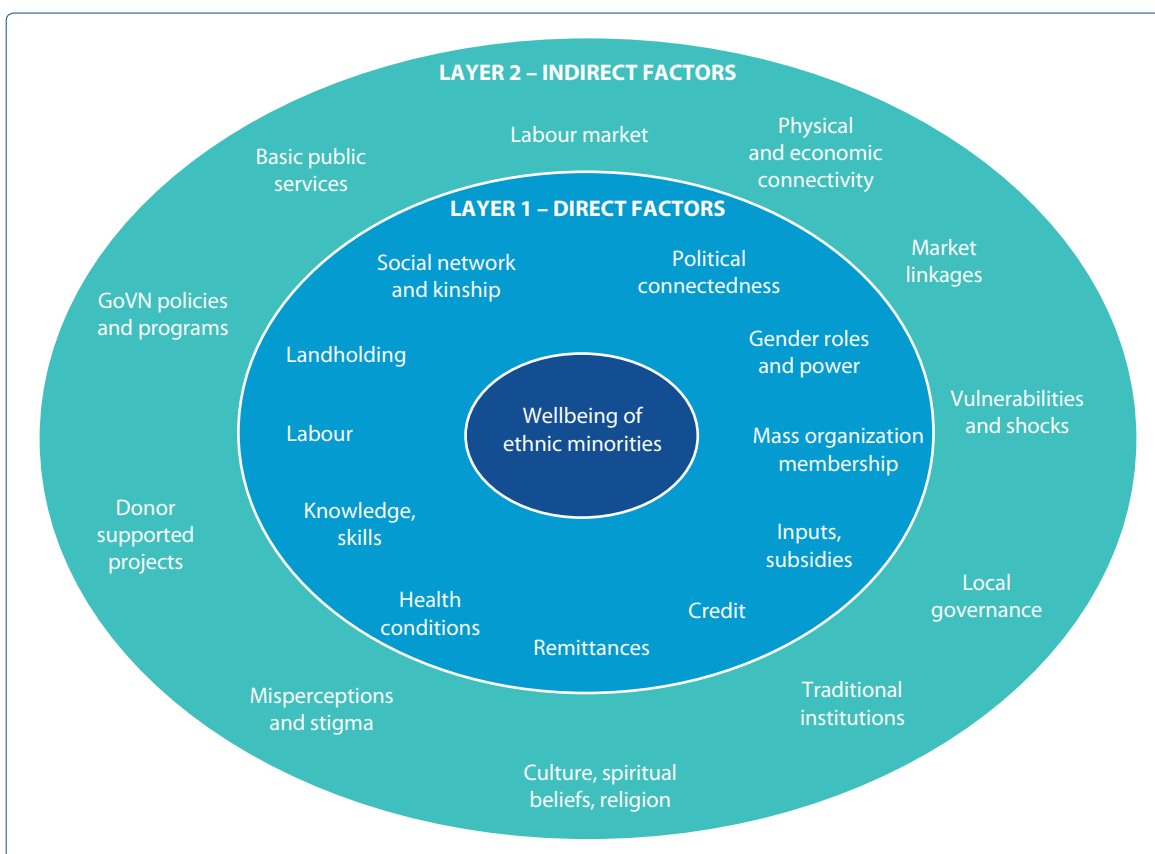 LAYER 2 – INDIRECT FACTORS
Labour market
Physical
and economic
connectivity
Basic public
services
Market
linkages
GoVN policies
and programs
Vulnerabilities
and shocks
Donor
supported
projects
Local
governance
Misperceptions
and stigma
Traditional
institutions
Culture, spiritual
beliefs, religion
LAYER 1 – DIRECT FACTORS
Social network
and kinship
Political
connectedness
Landholding
Gender roles
and power
Labour
Mass organization
membership
Knowledge,
skills
Inputs,
subsidies
Health
conditions
Credit
Remittances
Wellbeing of
ethnic minorities